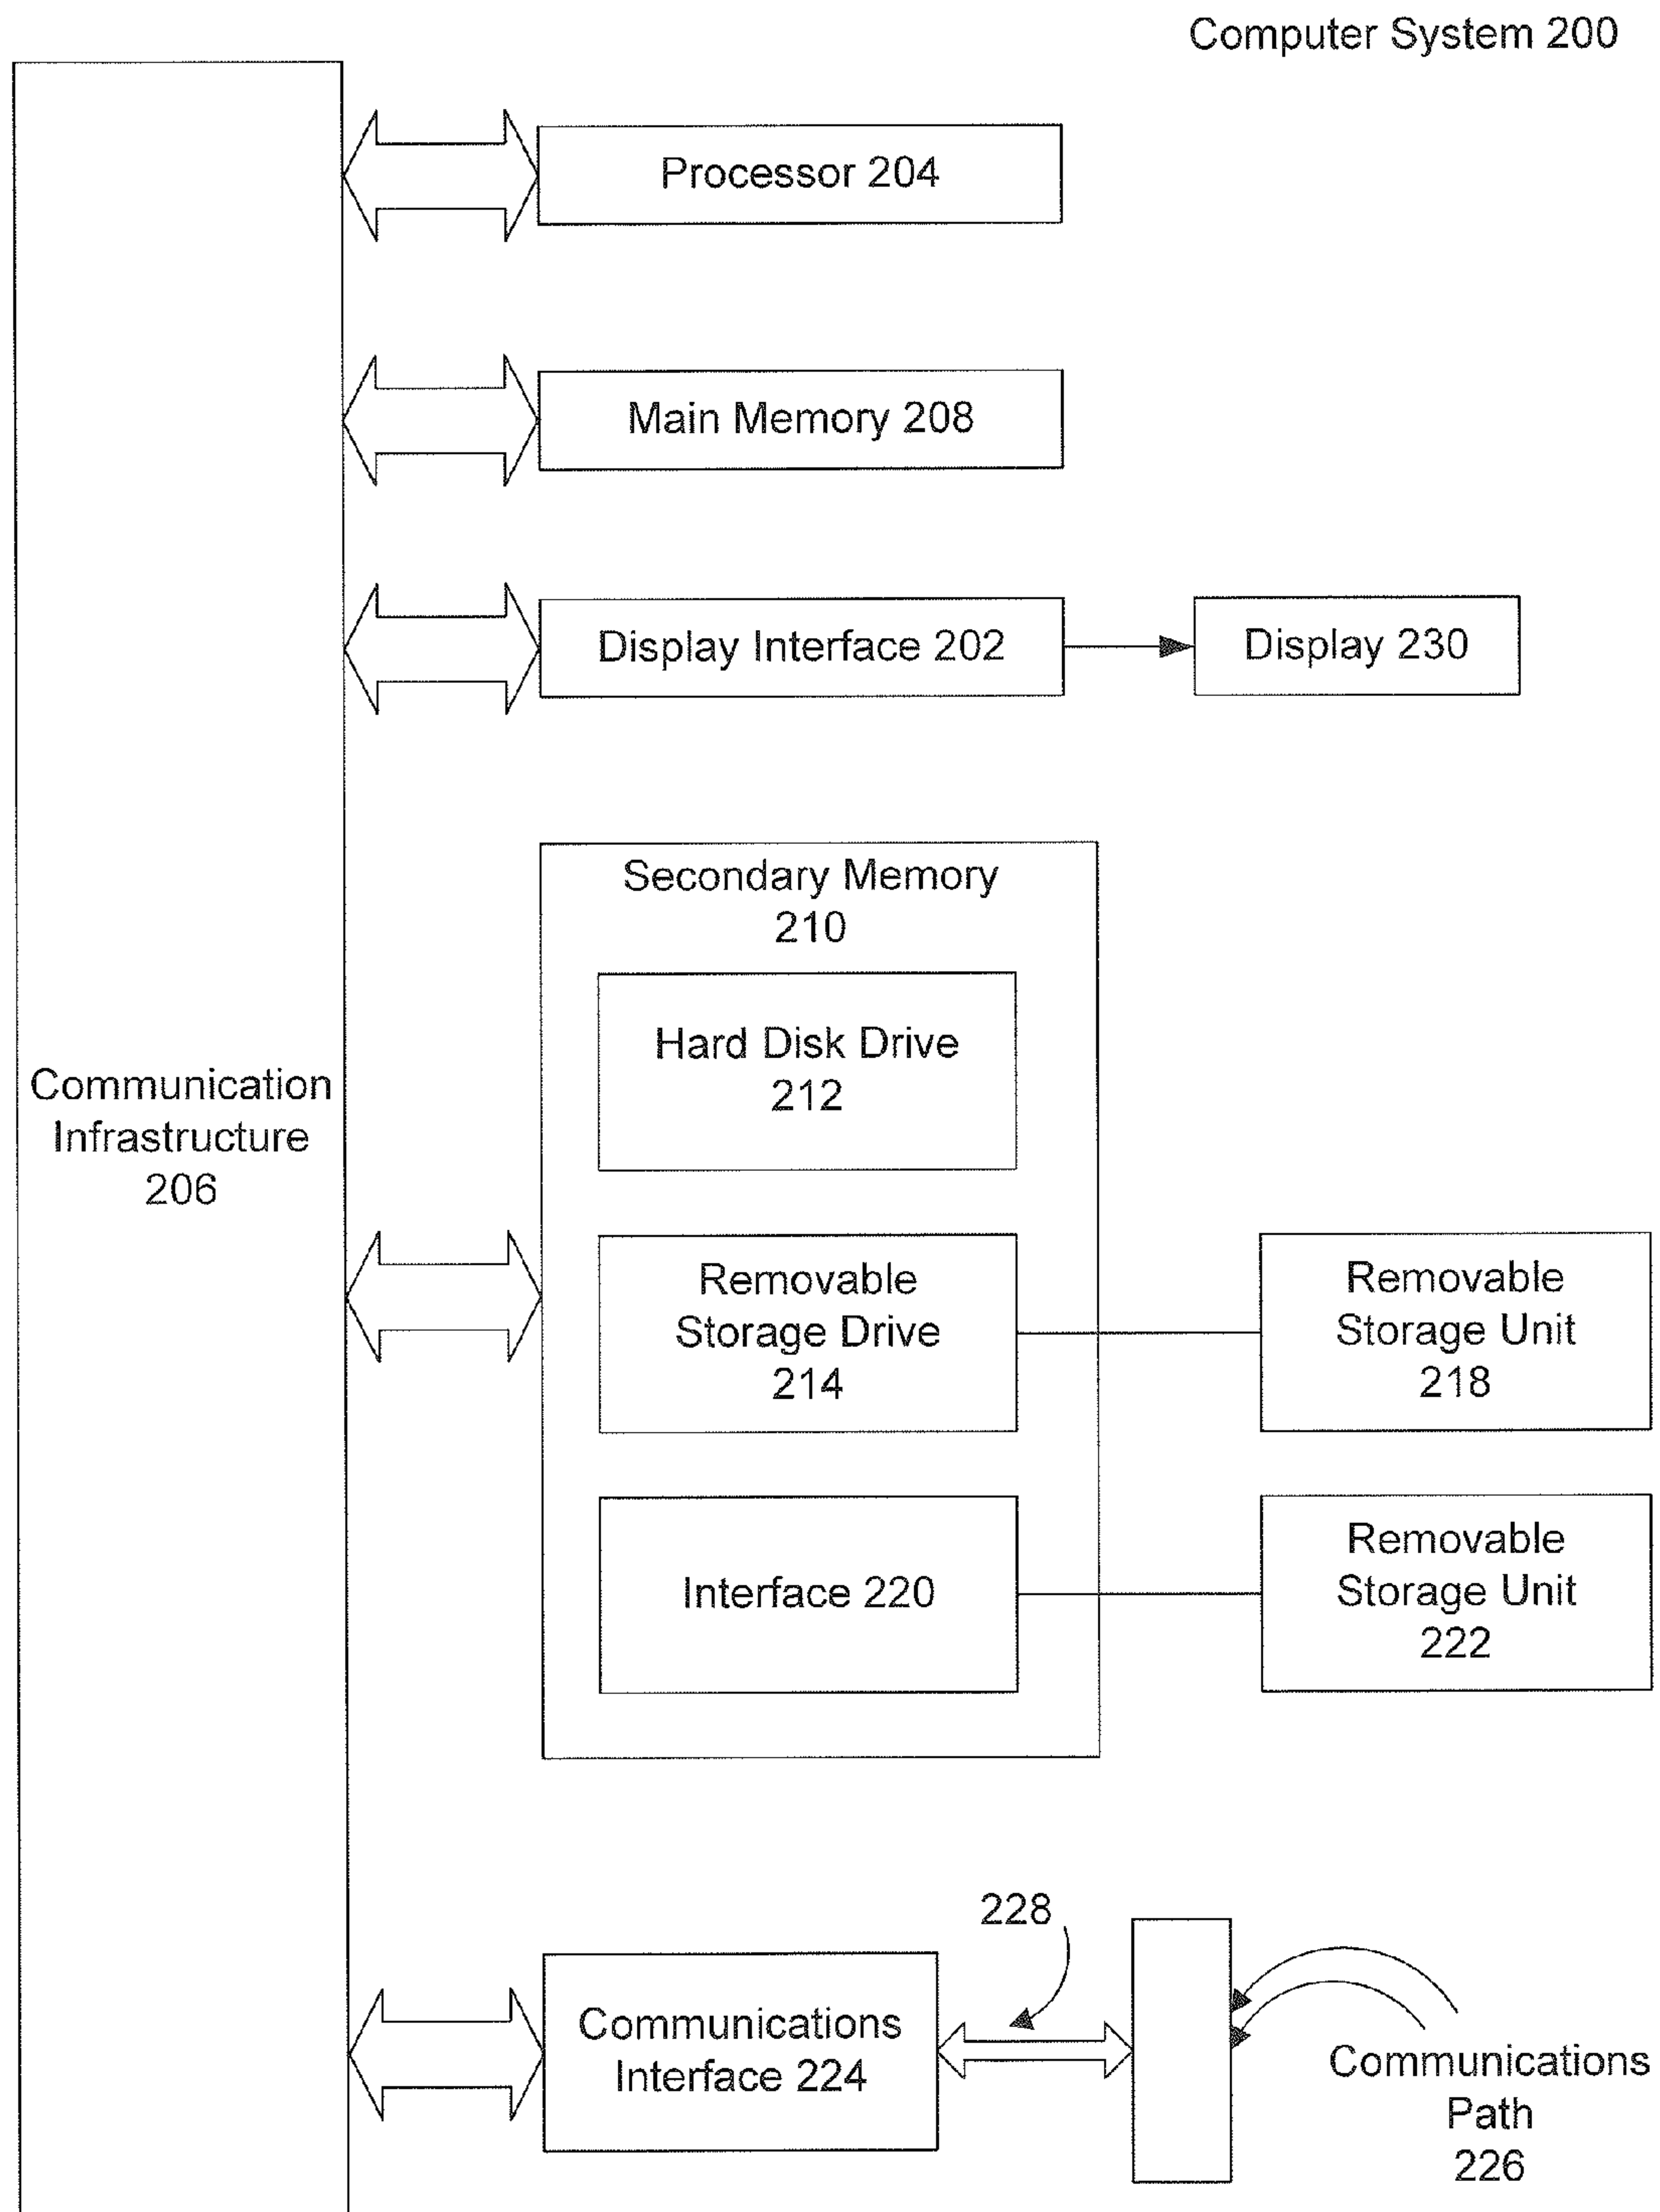 Computer System 200
Processor 204
Main Memory 208
Display Interface 202
Display 230
Secondary Memory
210
Hard Disk Drive
212
Communication
Infrastructure
206
Removable
Storage Drive
214
Removable
Storage Unit
218
Interface 220
Removable
Storage Unit
222
228
Communications
Interface 224
Communications
Path
226